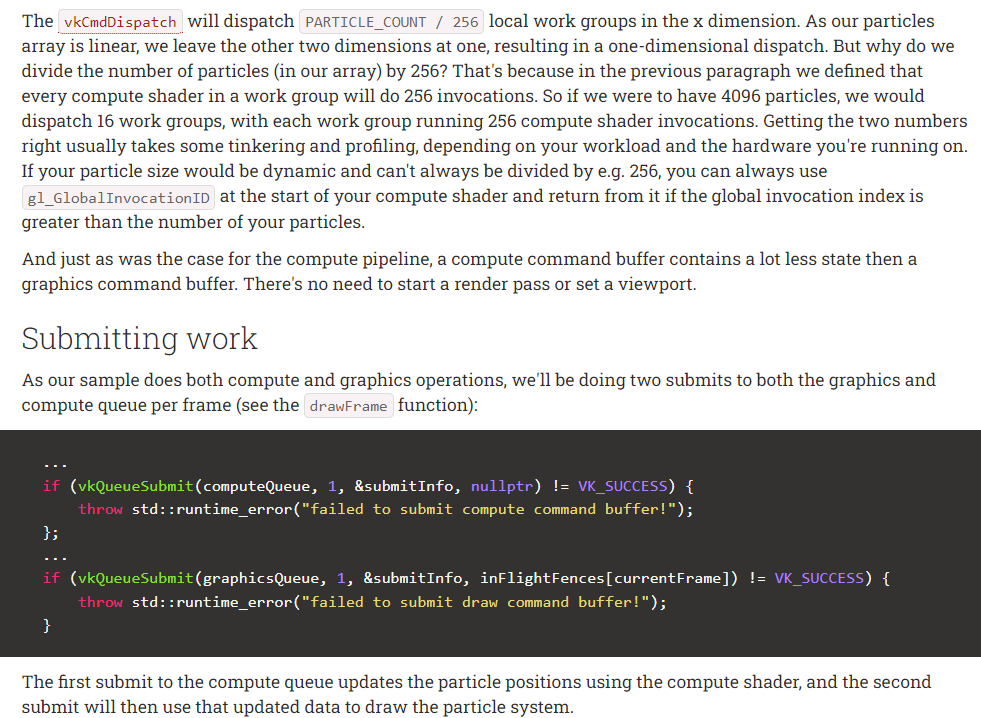 The vkCmdDispatch will dispatch PARTICLE_COUNT / 256 local work groups in the x dimension. As our particles
array is linear, we leave the other two dimensions at one, resulting in a one-dimensional dispatch. But why do we
divide the number of particles (in our array) by 256? That's because in the previous paragraph we defined that
every compute shader in a work group will do 256 invocations. So if we were to have 4096 particles, we would
dispatch 16 work groups, with each work group running 256 compute shader invocations. Getting the two numbers
right usually takes some tinkering and profiling, depending on your workload and the hardware you're running on.
If your particle size would be dynamic and can't always be divided by e.g. 256, you can always use
gl_GlobalInvocationID at the start of your compute shader and return from it if the global invocation index is
greater than the number of your particles.
And just as was the case for the compute pipeline, a compute command buffer contains a lot less state then a
graphics command buffer. There's no need to start a render pass or set a viewport.
Submitting work
As our sample does both compute and graphics operations, we'll be doing two submits to both the graphics and
compute queue per frame (see the drawFrame function):
...
if (vkQueueSubmit(computeQueue, 1, &submitInfo, nullptr) != VK_SUCCESS) {
    throw std::runtime_error("failed to submit compute command buffer!");
};
...
if (vkQueueSubmit(graphicsQueue, 1, &submitInfo, inFlightFences[currentFrame]) != VK_SUCCESS) {
    throw std::runtime_error("failed to submit draw command buffer!");
}
The first submit to the compute queue updates the particle positions using the compute shader, and the second
submit will then use that updated data to draw the particle system.